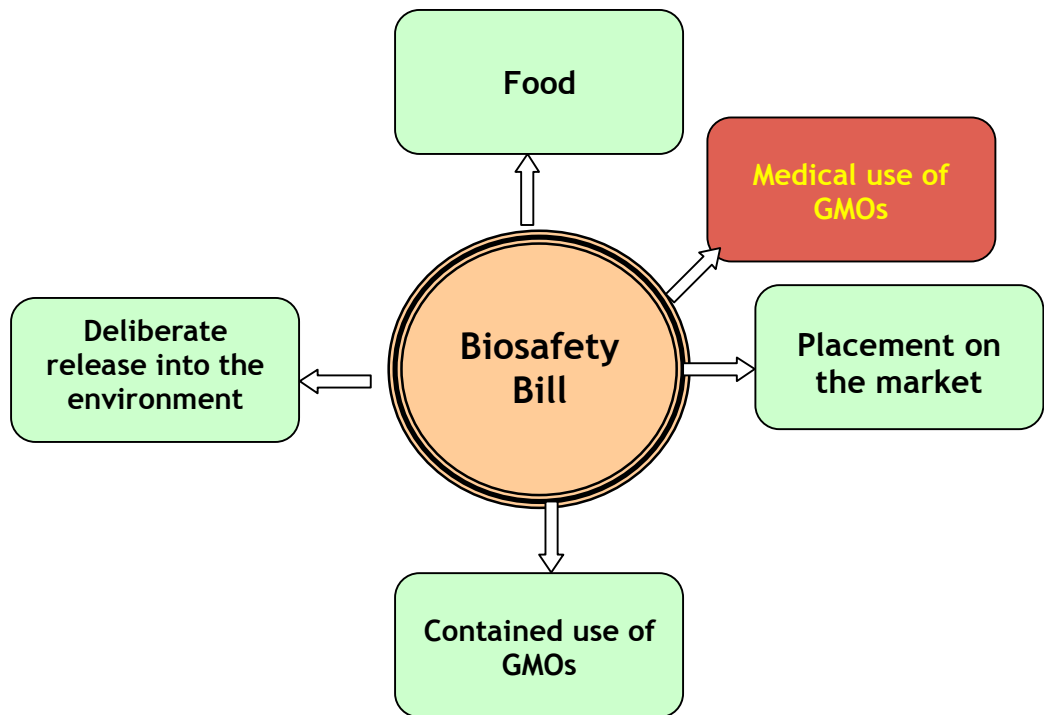 Food
Medical use of
GMOs
Deliberate
release into the
environment
Biosafety
Bill
Placement on
the market
Contained use of
GMOs